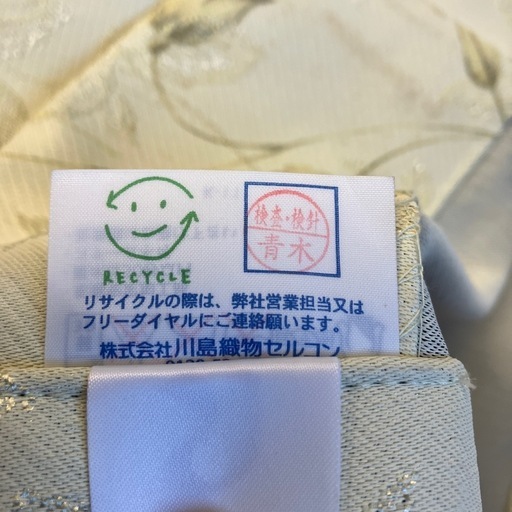 RECYCLE
検査・検針
青木
リサイクルの際は、弊社営業担当又は
フリーダイヤルにご連絡願います。
株式会社川島織物セルコン